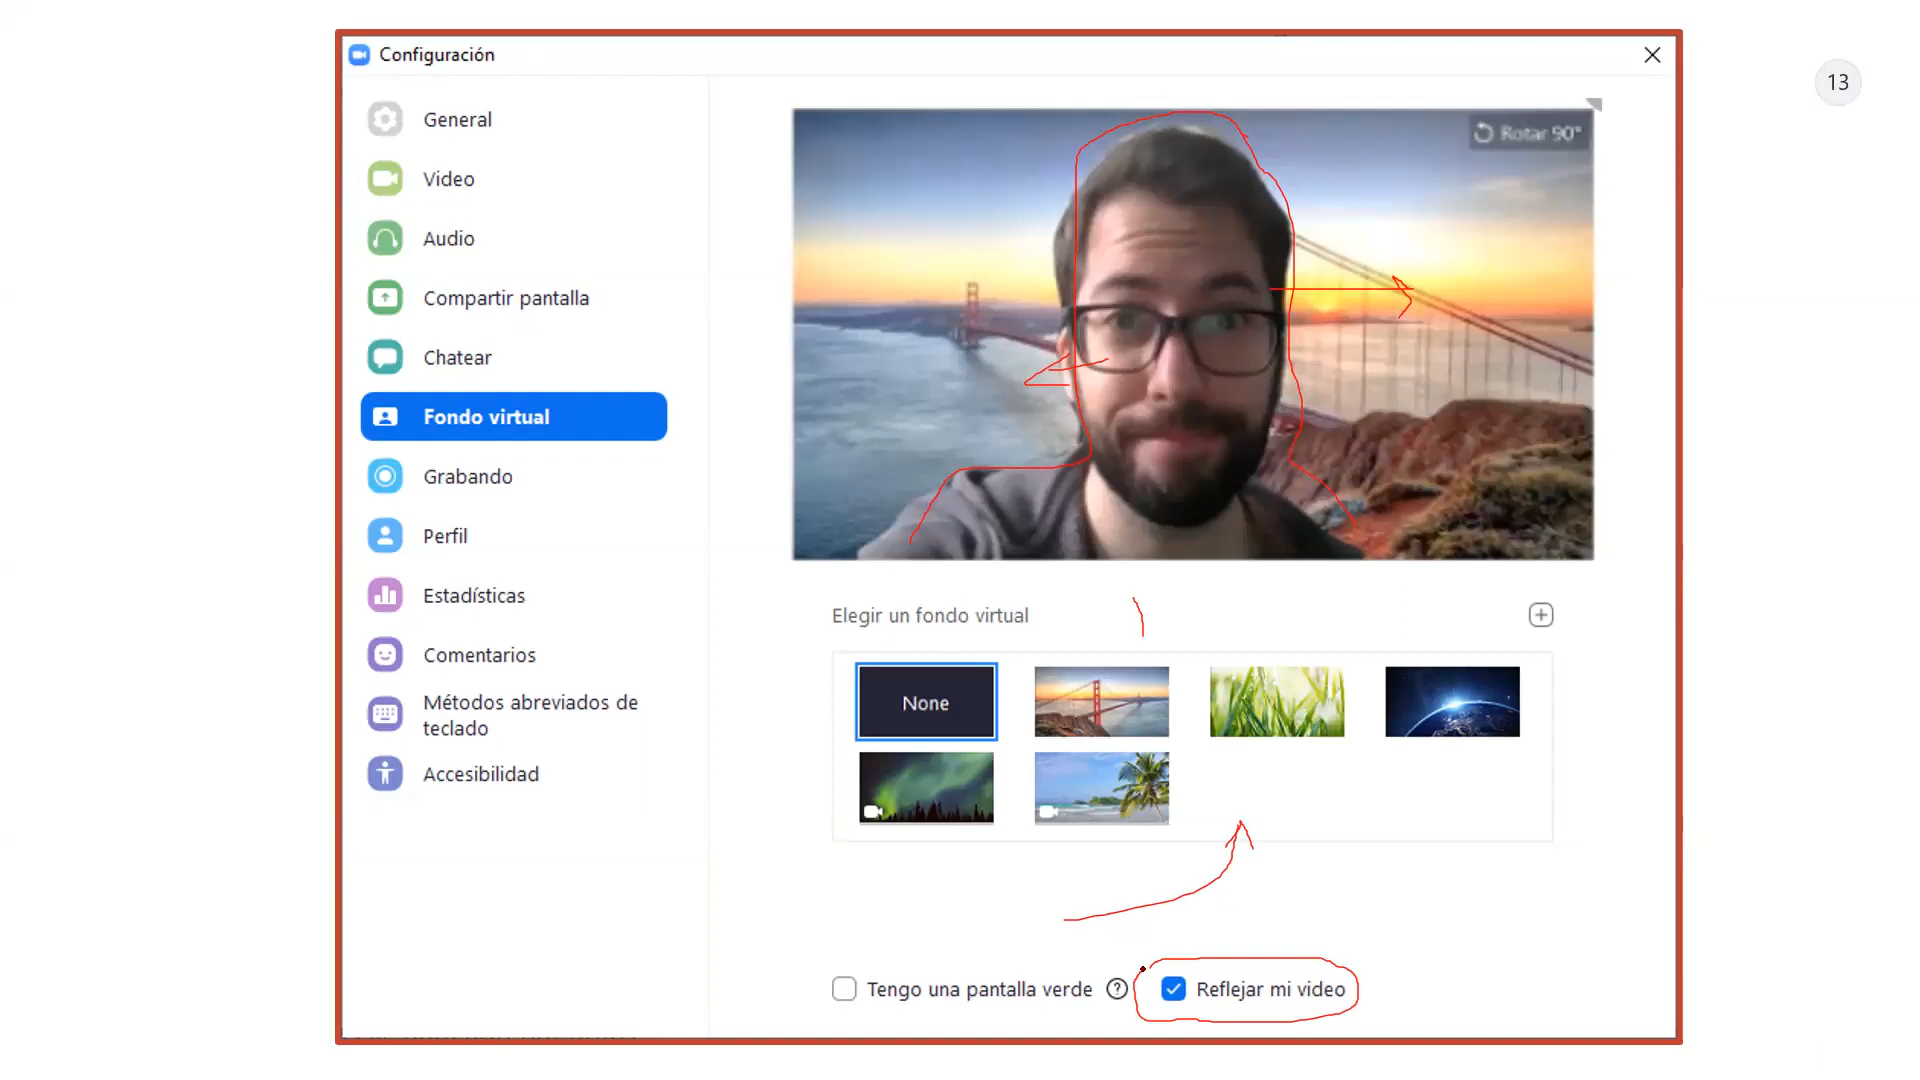 Configuración
13
General
Video
Audio
Compartir pantalla
Chatear
Fondo virtual
Grabando
Perfil
Estadísticas
Comentarios
Métodos abreviados de
teclado
Accesibilidad
Rotar 90°
Elegir un fondo virtual
None
Tengo una pantalla verde
?
Reflejar mi video